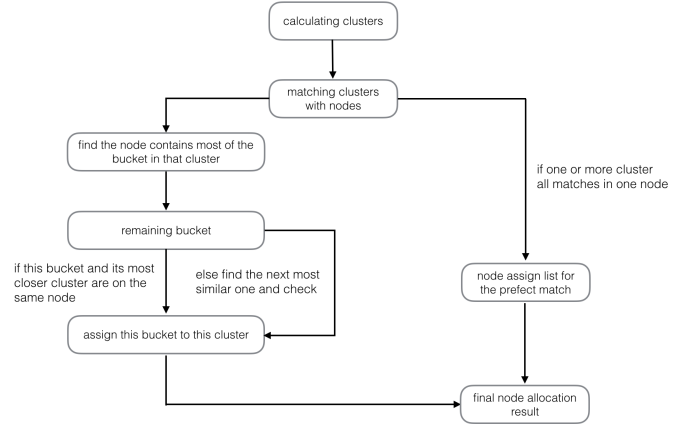 calculating clusters
matching clusters
with nodes
find the node contains most of the
bucket in that cluster
if one or more cluster
all matches in one node
remaining bucket
if this bucket and its most
closer cluster are on the
same node
else find the next most
similar one and check
node assign list for
the prefect match
assign this bucket to this cluster
final node allocation
result